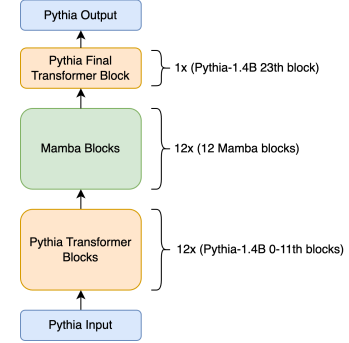 Pythia Output
Pythia Final
Transformer Block
1x (Pythia-1.4B 23th block)
Mamba Blocks
12x (12 Mamba blocks)
Pythia Transformer
Blocks
12x (Pythia-1.4B 0-11th blocks)
Pythia Input